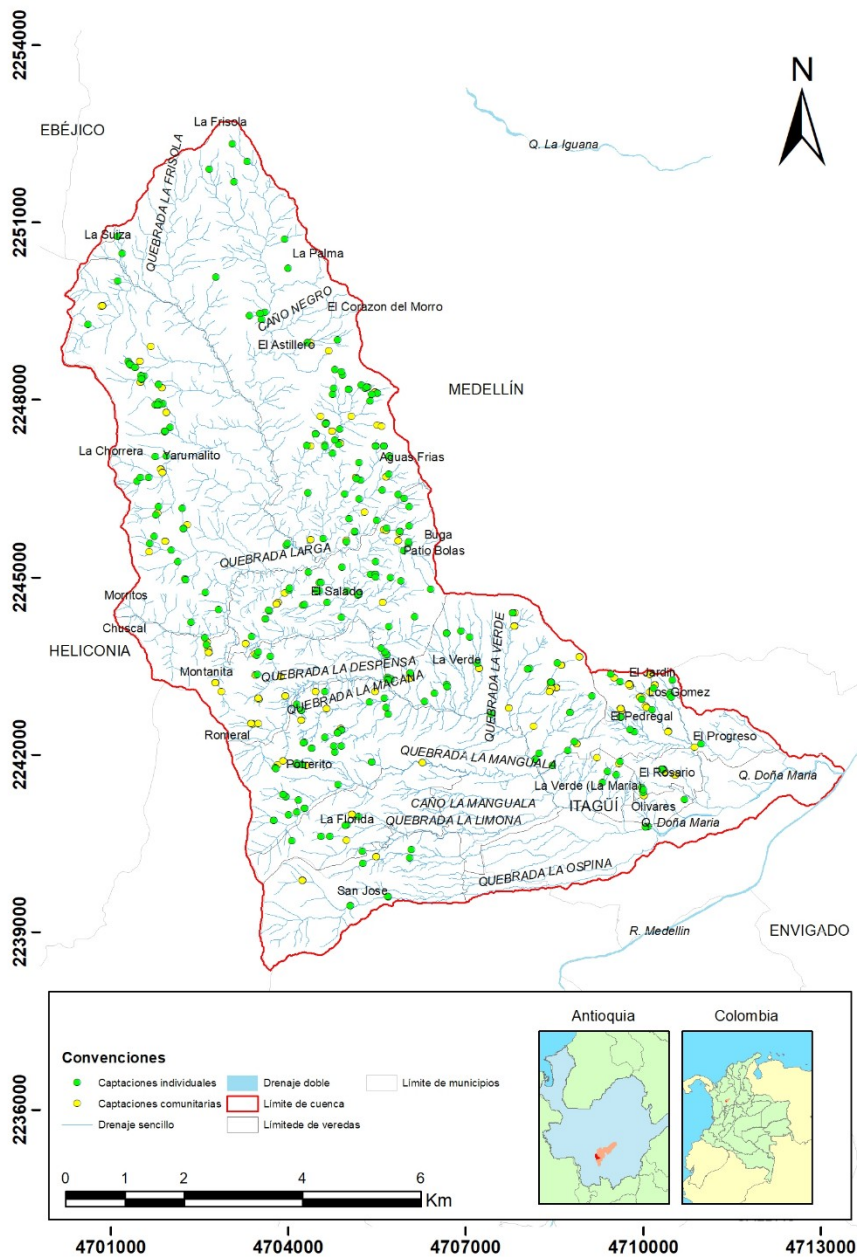 2254000
N
La Frisola
EBÉJICO
Q. La Iguana
QUEBRADA LA FRISOLA
2251000
La Suiza
La Palma
CAÑO NEGRO
El Corazon del Morro
El Astillero
2248000
MEDELLÍN
La Chorrera
Yarumalito
Aguas Frias
Buga
QUEBRADA LARGA
Patio Bolas
2245000
El Salado
Morritos
Chuscal
HELICONIA
QUEBRADA LA VERDE
La Verde
QUEBRADA LA DESPENSA
Montanita
El Jardin
QUEBRADA LA MACANA
Los Gomez
El Pedregal
Romeral
El Progreso
2242000
QUEBRADA LA MANGUALA
Potrerito
El Rosario
Q. Doña Maria
La Verde (La María)
CAÑO LA MANGUALA
ITAGUÍ
Olivares
La Florida
QUEBRADA LA LIMONA
Q. Doña Maria
QUEBRADA LA OSPINA
San Jose
2239000
R. Medellin
ENVIGADO
Antioquia
Colombia
Convenciones
Captaciones individuales
Drenaje doble
Límite de municipios
Captaciones comunitarias
Límite de cuenca
Drenaje sencillo
Límitede de veredas
2236000
0 1 2 4 6
Km
4701000 4704000 4707000 4710000 4713000